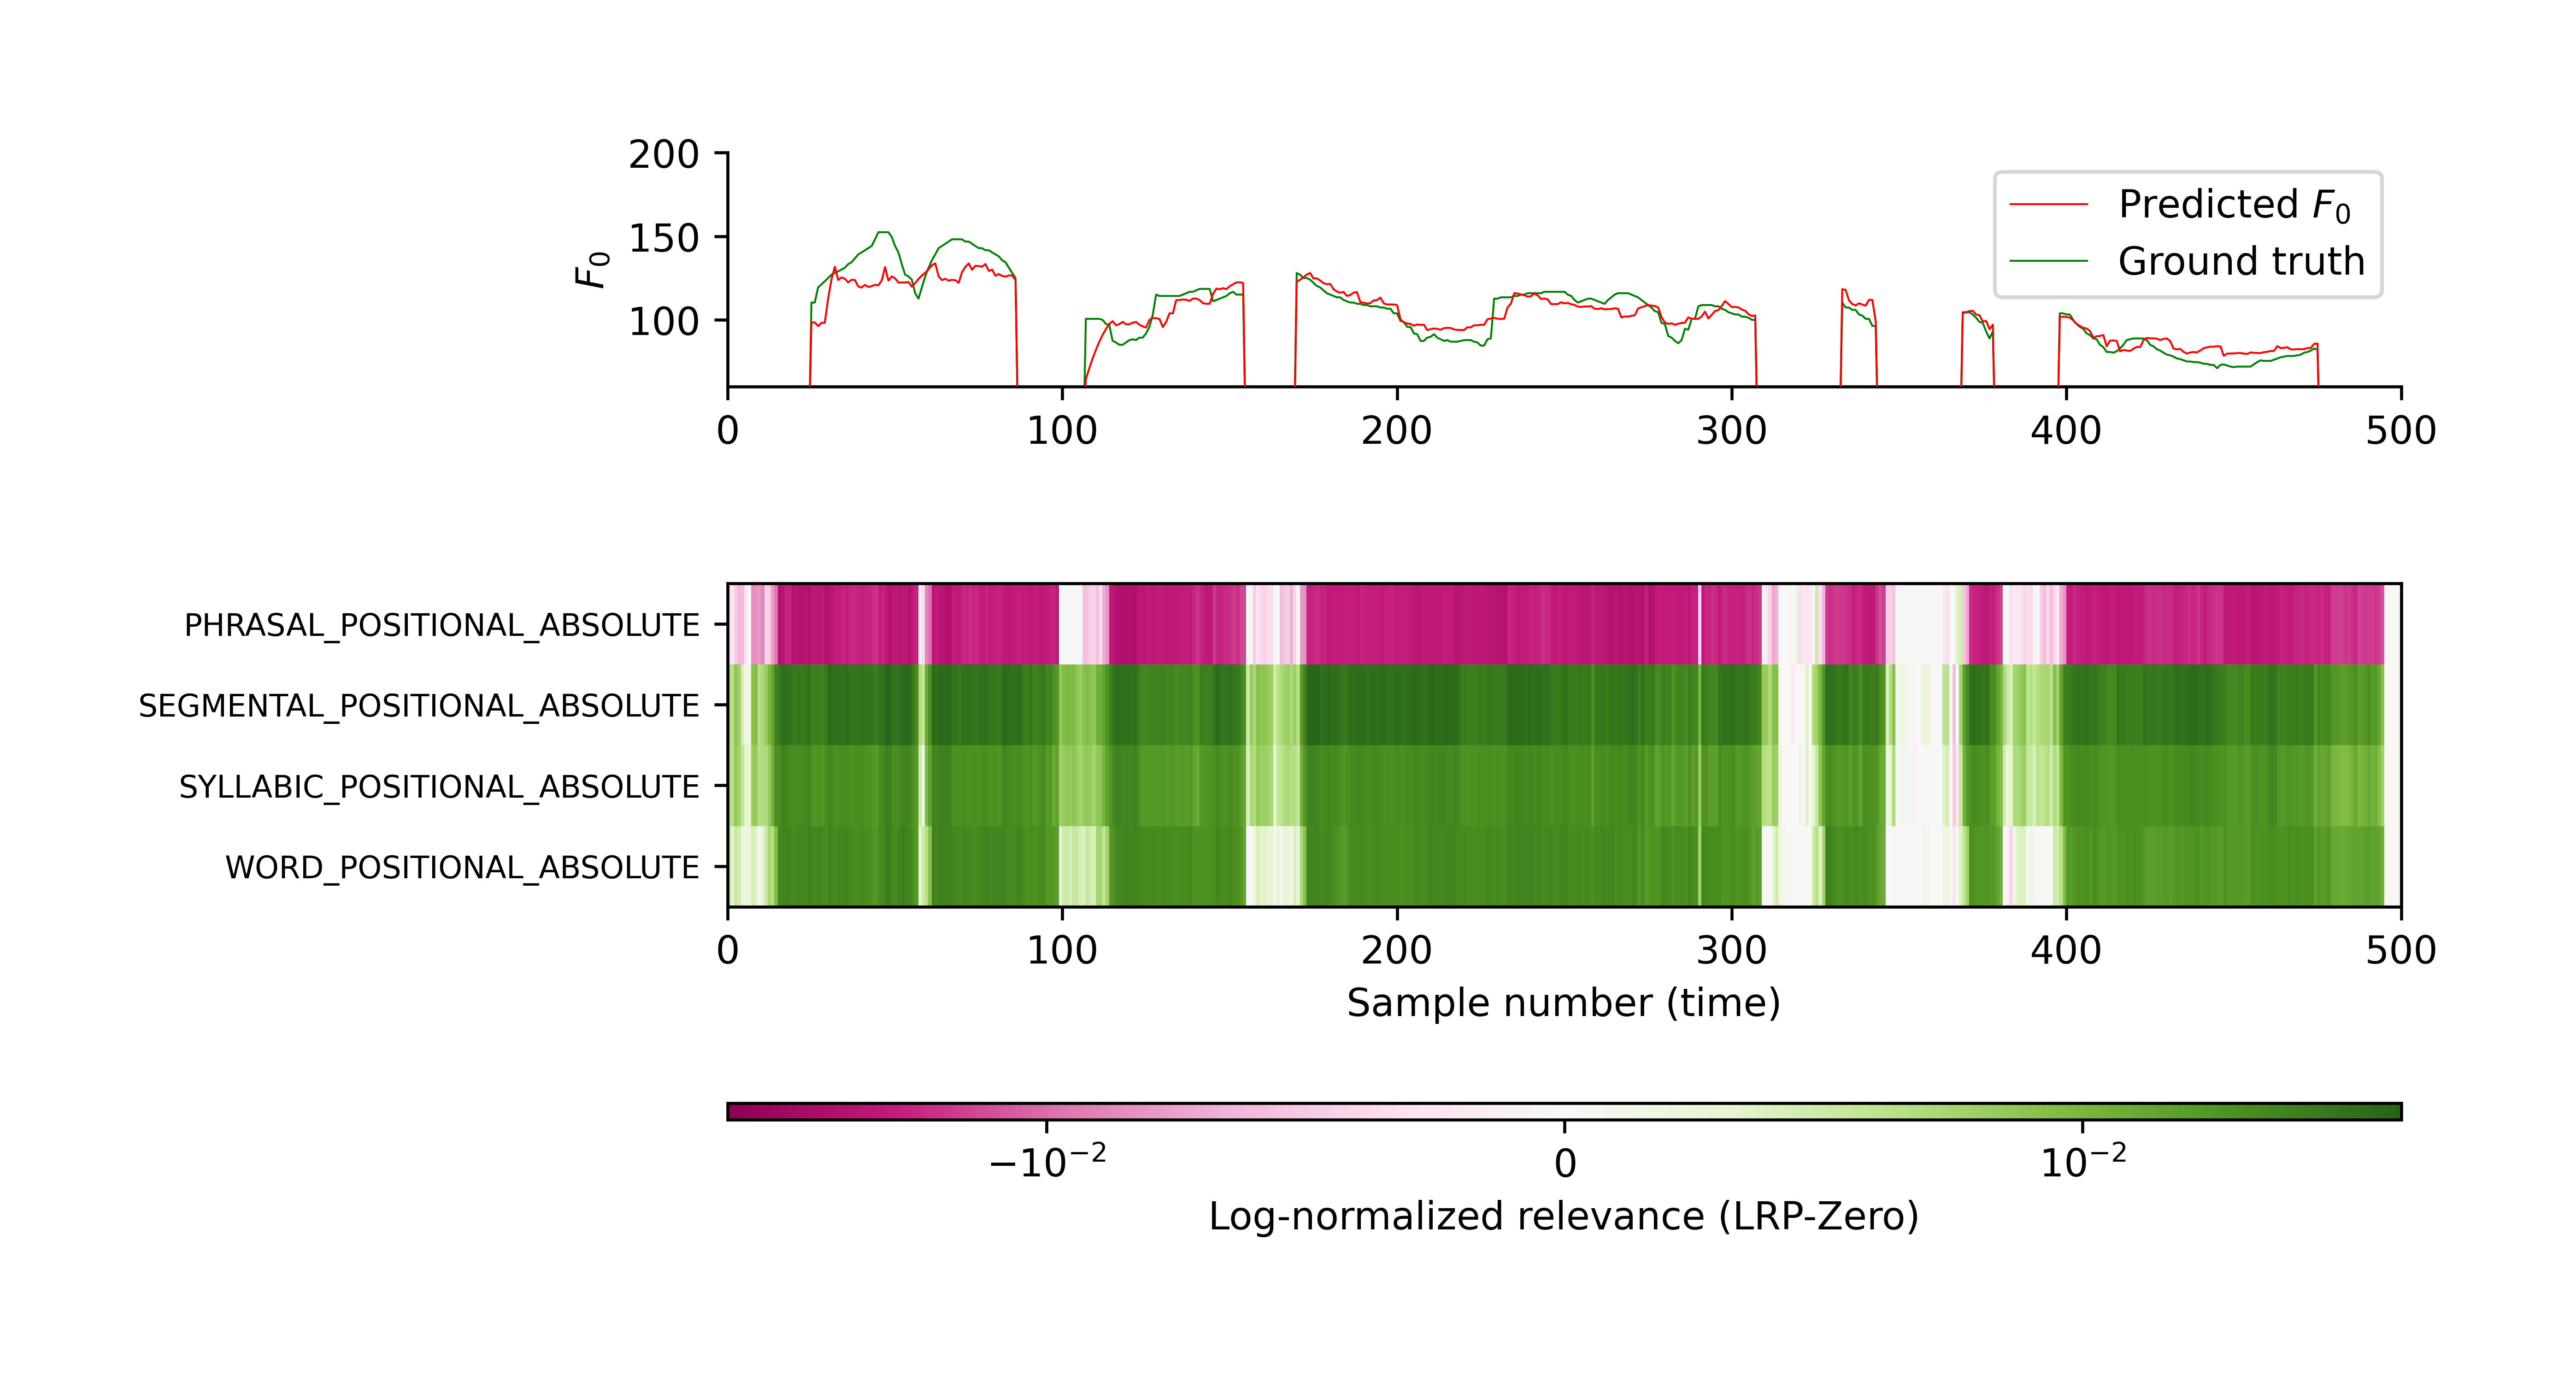 200
150
100
F₀
Predicted F₀
Ground truth
0 100 200 300 400 500
PHRASAL_POSITIONAL_ABSOLUTE
SEGMENTAL_POSITIONAL_ABSOLUTE
SYLLABIC_POSITIONAL_ABSOLUTE
WORD_POSITIONAL_ABSOLUTE
0 100 200 300 400 500
Sample number (time)
−10⁻² 0 10⁻²
Log-normalized relevance (LRP-Zero)